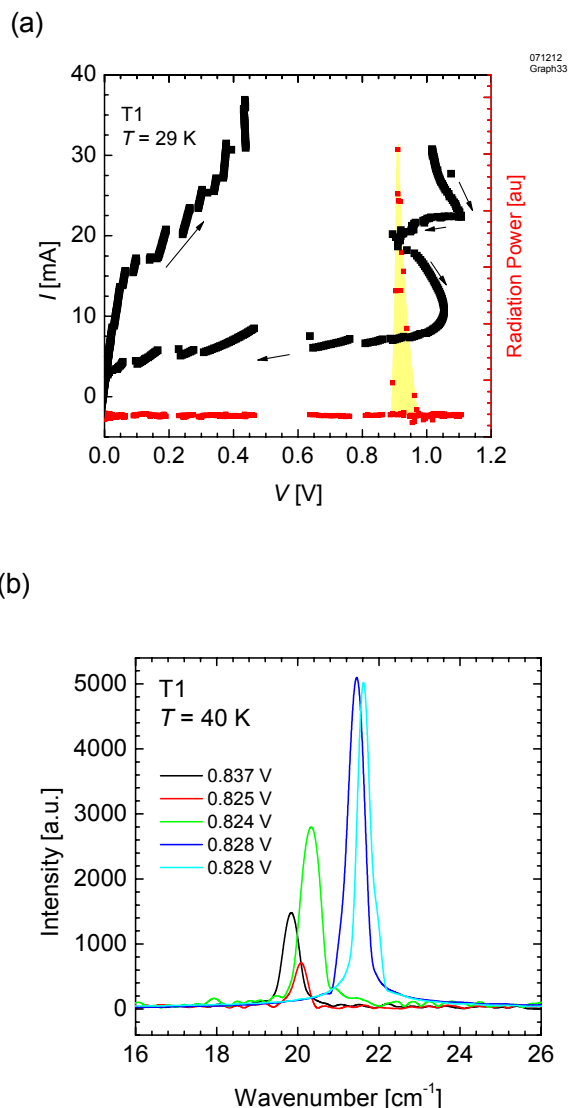 (a)
071212
Graph33
T1
T = 29 K
40
30
20
10
0
I [mA]
Radiation Power [au]
0.0 0.2 0.4 0.6 0.8 1.0 1.2
V [V]
(b)
T1
T = 40 K
0.837 V
0.825 V
0.824 V
0.828 V
0.828 V
5000
4000
3000
2000
1000
0
Intensity [a.u.]
16 18 20 22 24 26
Wavenumber [cm⁻¹]